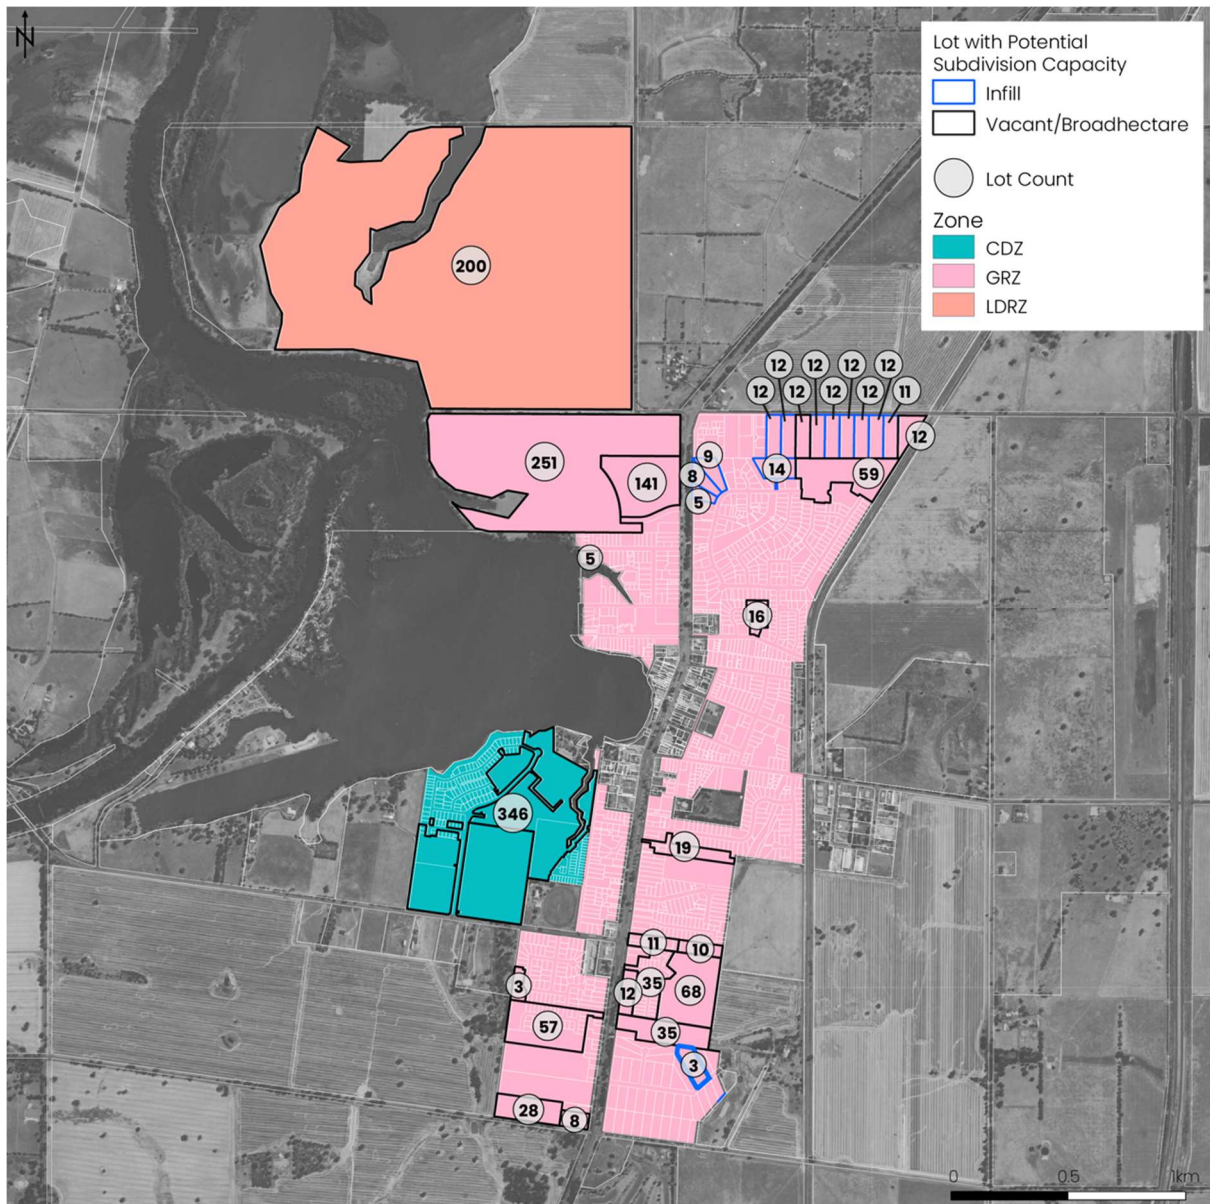 N
Lot with Potential
Subdivision Capacity
Infill
Vacant/Broadhectare
Lot Count
Zone
CDZ
GRZ
LDRZ
200
12 12 12 12
12 12 12 12 12 11
12
251
141
9
8
5
14
59
5
16
346
19
11
10
3
12
35
68
57
35
3
28
8
0 0.5 1km